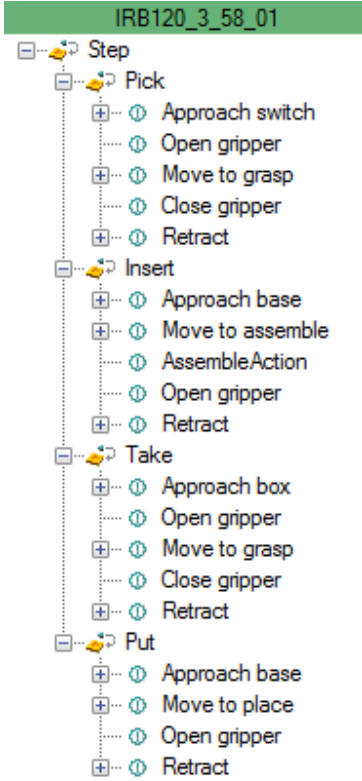 IRB120_3_58_01
Step
Pick
Approach switch
Open gripper
Move to grasp
Close gripper
Retract
Insert
Approach base
Move to assemble
AssembleAction
Open gripper
Retract
Take
Approach box
Open gripper
Move to grasp
Close gripper
Retract
Put
Approach base
Move to place
Open gripper
Retract